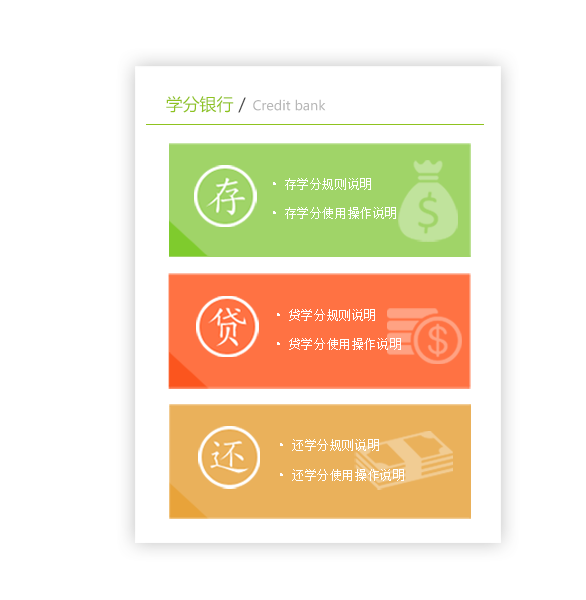 学分银行 / Credit bank
存
• 存学分规则说明
• 存学分使用操作说明
$
贷
• 贷学分规则说明
• 贷学分使用操作说明
$
还
• 还学分规则说明
• 还学分使用操作说明